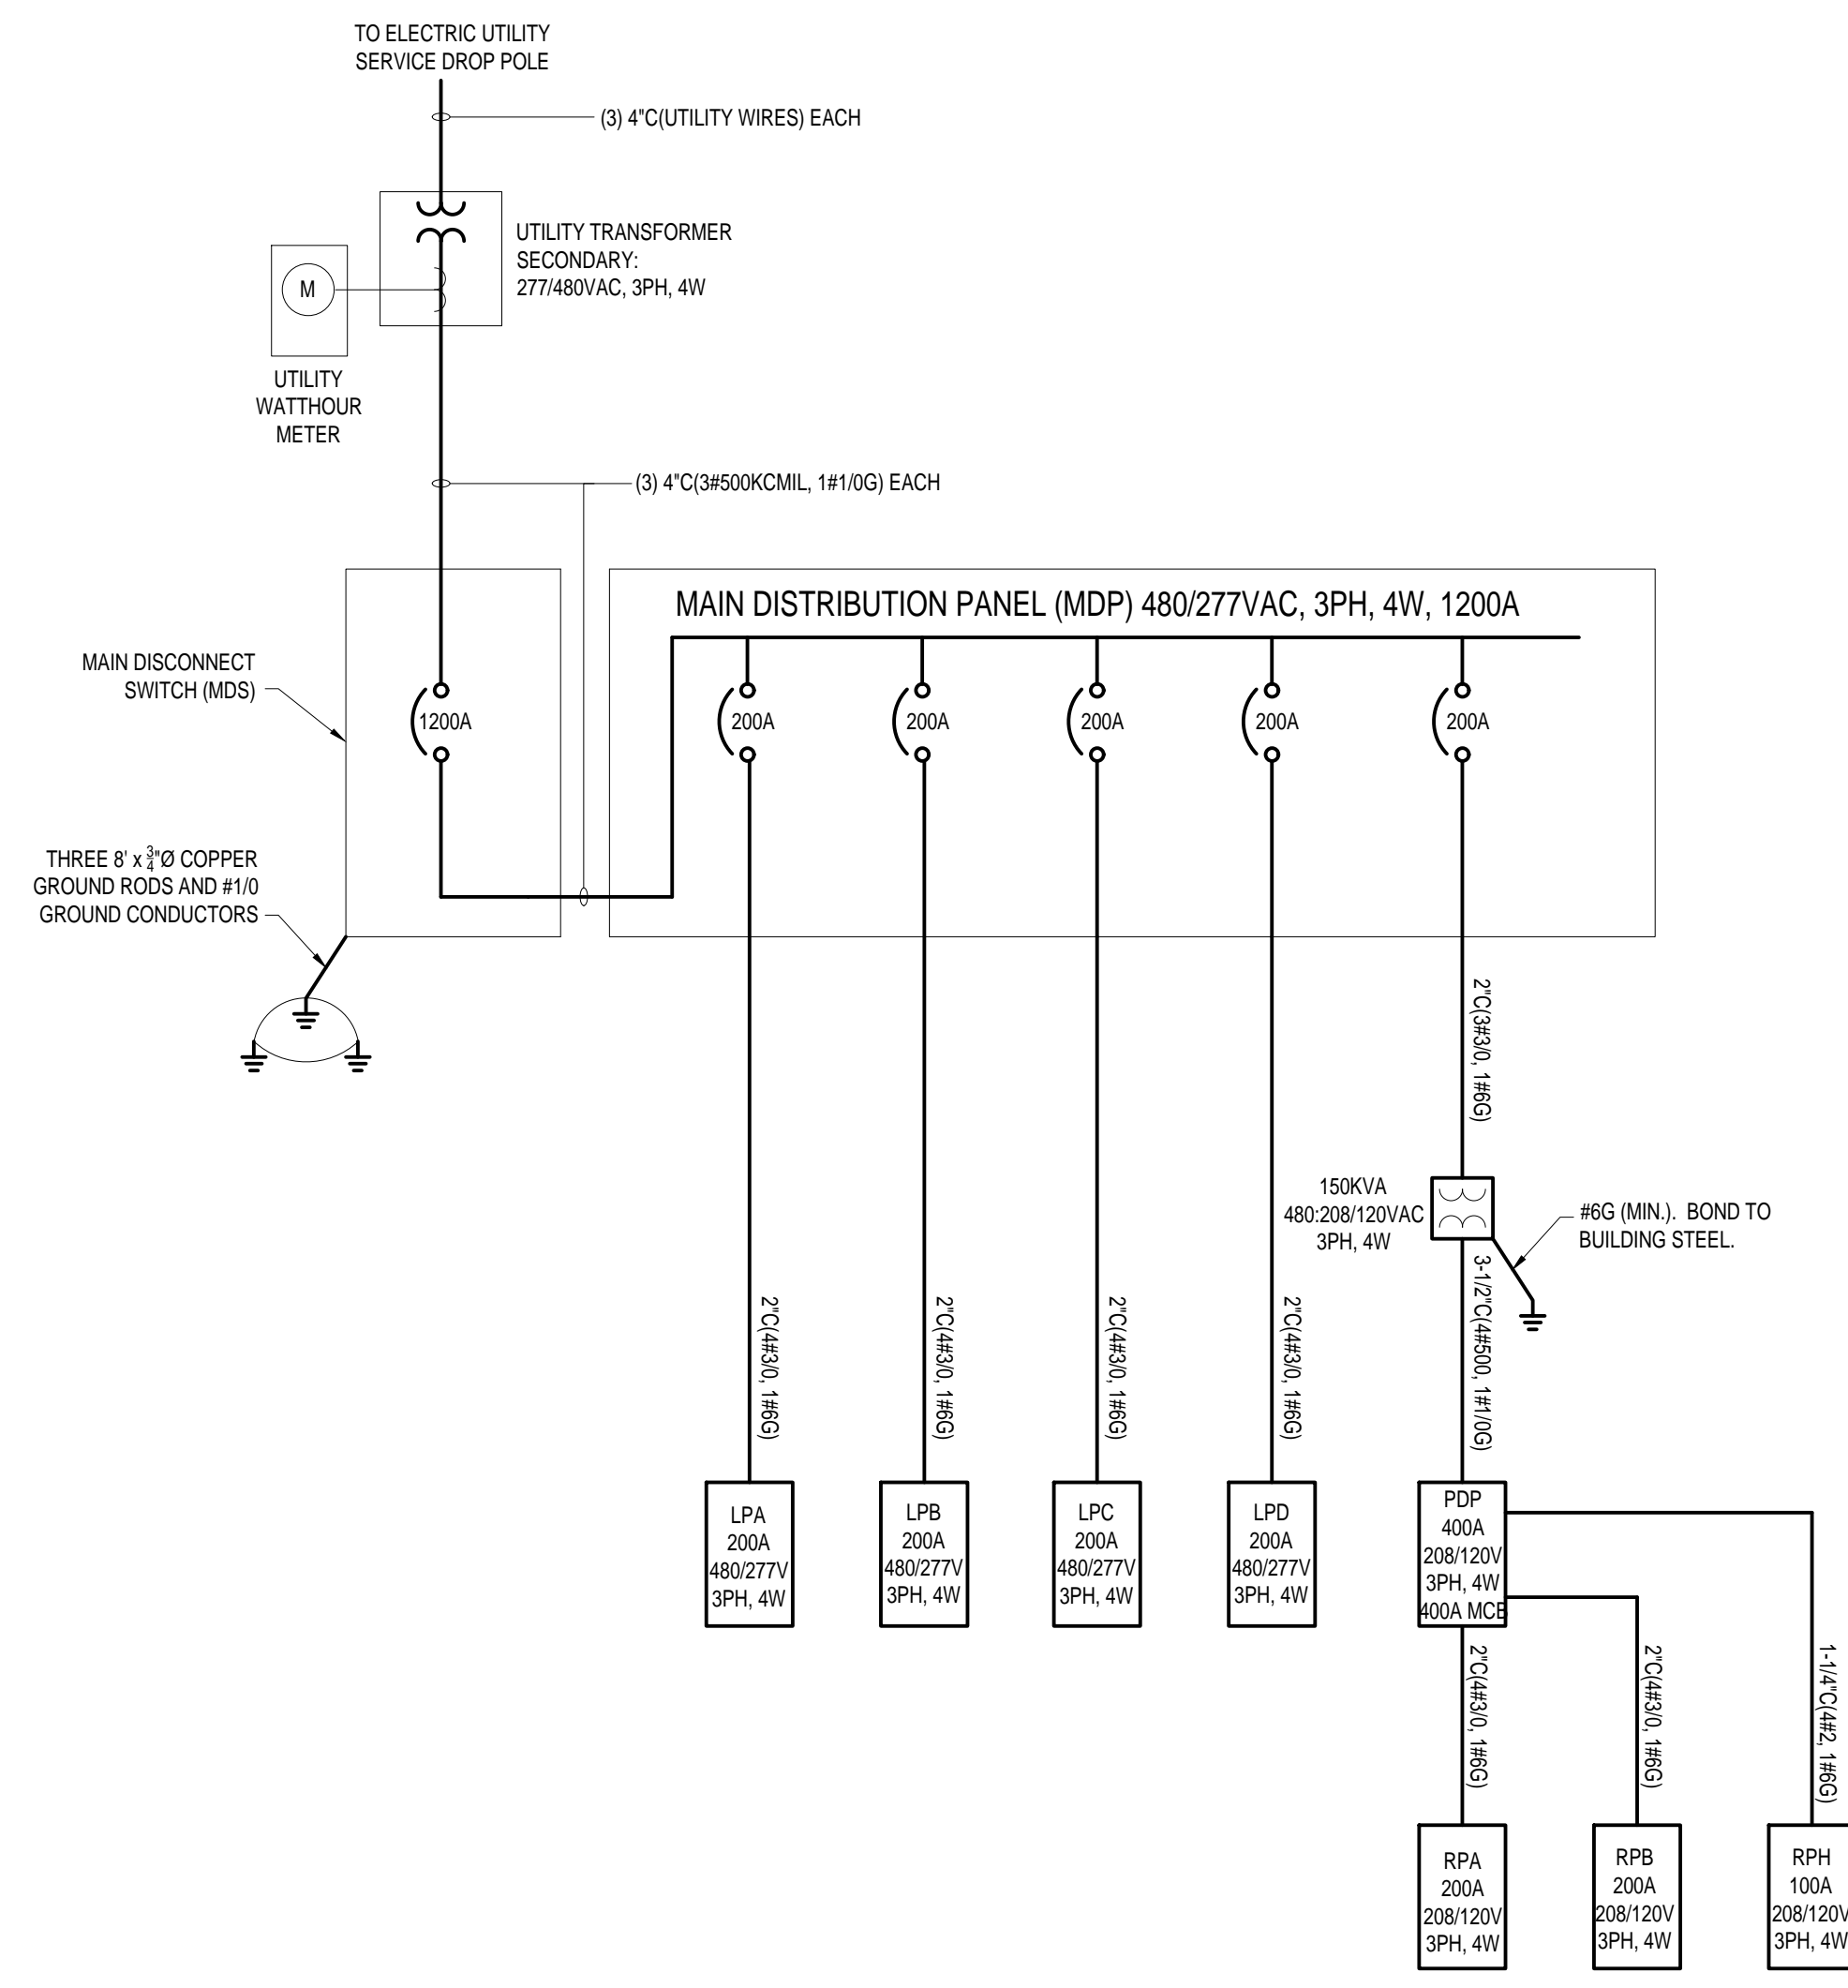 TO ELECTRIC UTILITY
SERVICE DROP POLE
(3) 4"C(UTILITY WIRES) EACH
UTILITY TRANSFORMER
SECONDARY:
277/480VAC, 3PH, 4W
M
UTILITY
WATTHOUR
METER
(3) 4"C(3#500KCMIL, 1#1/0G) EACH
MAIN DISTRIBUTION PANEL (MDP) 480/277VAC, 3PH, 4W, 1200A
MAIN DISCONNECT
SWITCH (MDS)
1200A
200A
200A
200A
200A
200A
THREE 8' x 3/4"Ø COPPER
GROUND RODS AND #1/0
GROUND CONDUCTORS
2"C(3#3/0, 1#6G)
150KVA
480:208/120VAC
3PH, 4W
#6G (MIN.). BOND TO
BUILDING STEEL.
2"C(4#3/0, 1#6G)
2"C(4#3/0, 1#6G)
2"C(4#3/0, 1#6G)
2"C(4#3/0, 1#6G)
3-1/2"C(4#500, 1#1/0G)
LPA
200A
480/277V
3PH, 4W
LPB
200A
480/277V
3PH, 4W
LPC
200A
480/277V
3PH, 4W
LPD
200A
480/277V
3PH, 4W
PDP
400A
208/120V
3PH, 4W
400A MCB
2"C(4#3/0, 1#6G)
2"C(4#3/0, 1#6G)
1-1/4"C(4#2, 1#6G)
RPA
200A
208/120V
3PH, 4W
RPB
200A
208/120V
3PH, 4W
RPH
100A
208/120V
3PH, 4W